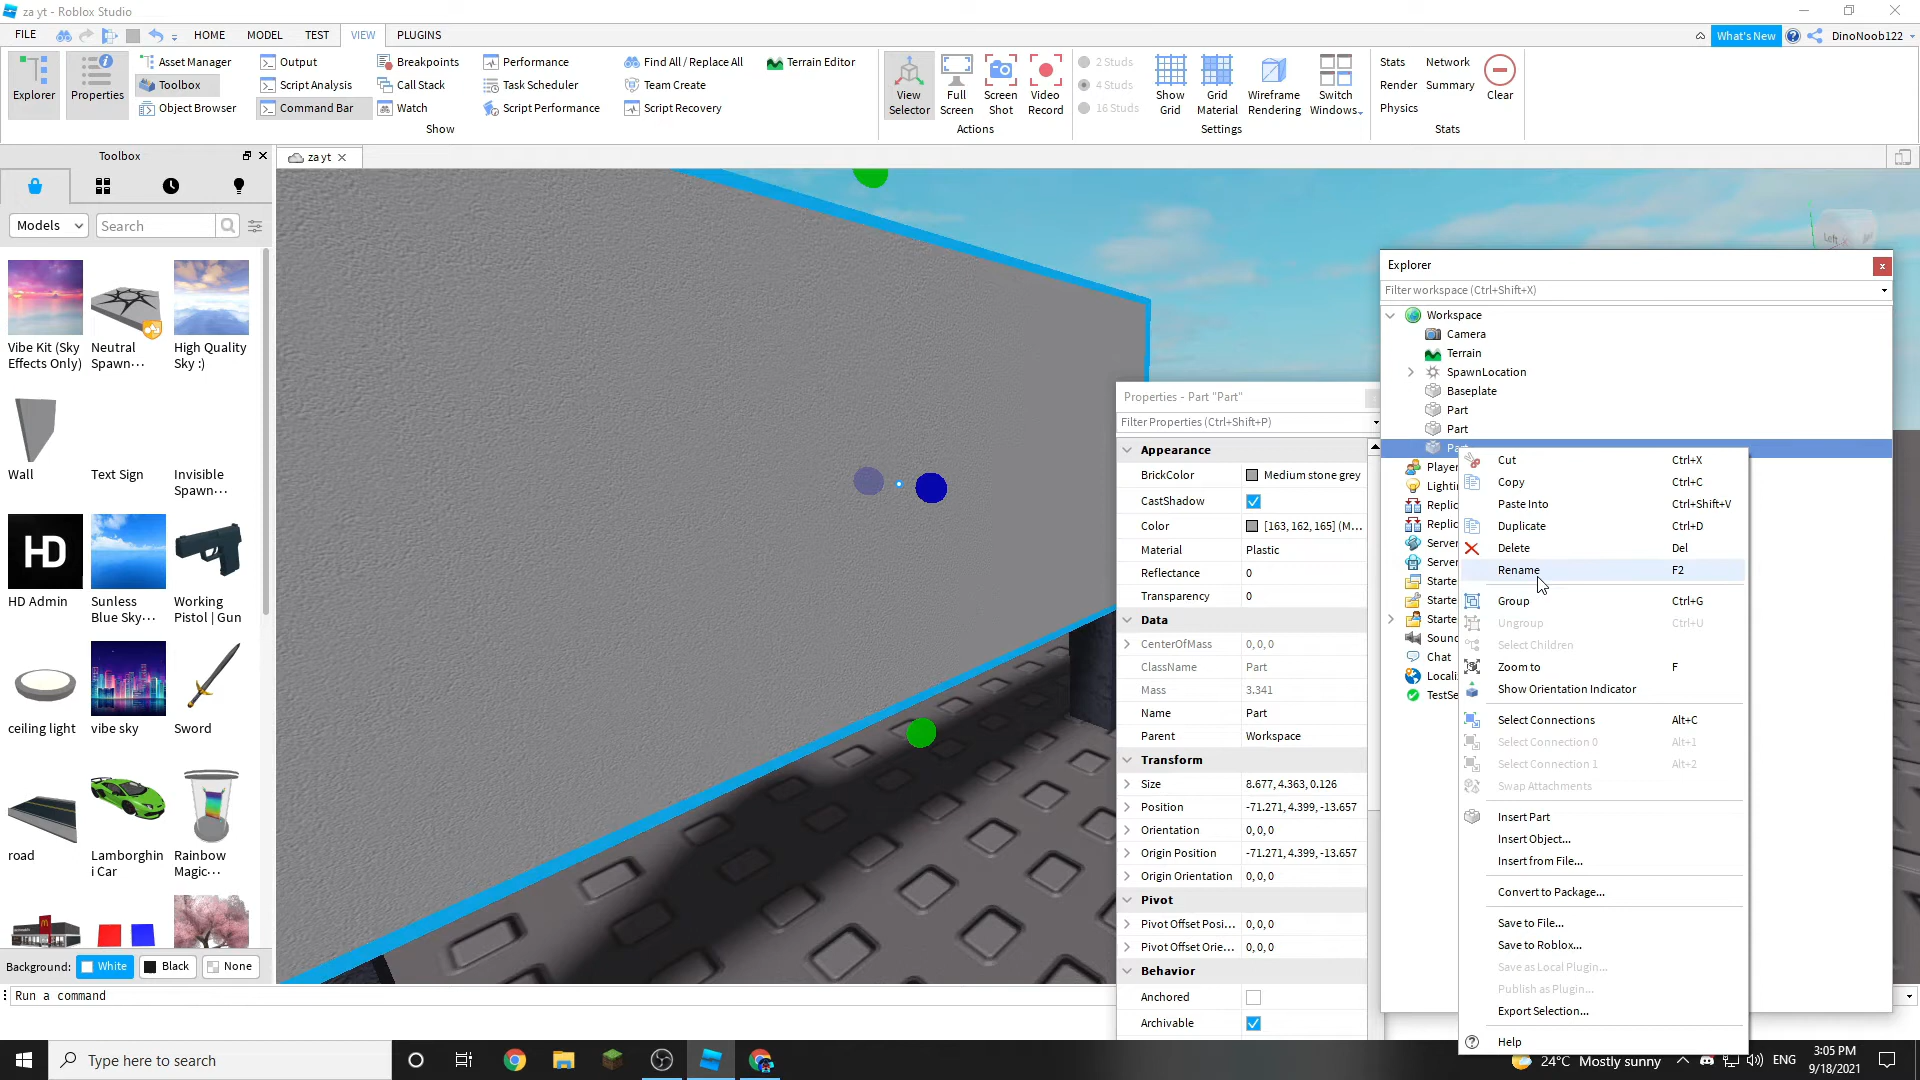 za yt - Roblox Studio
FILE HOME MODEL TEST VIEW PLUGINS What's New DinoNoob122
Explorer Properties Asset Manager Toolbox Object Browser
Output Script Analysis Command Bar
Breakpoints Call Stack Watch
Performance Task Scheduler Script Performance
Find All / Replace All Team Create Script Recovery
Terrain Editor
Show
View Selector Full Screen Screen Shot Video Record
Actions
2 Studs 4 Studs 16 Studs
Show Grid Grid Material Wireframe Rendering Switch Windows
Settings
Stats Network
Render Summary
Physics
Clear
Stats
Toolbox
za yt
Models Search
Vibe Kit (Sky Effects Only)
Neutral Spawn...
High Quality Sky :)
Wall
Text Sign
Invisible Spawn...
HD
HD Admin
Sunless Blue Sky...
Working Pistol | Gun
ceiling light
vibe sky
Sword
road
Lamborghini Car
Rainbow Magic...
Background: White Black None
Run a command
Left
Properties - Part "Part"
Filter Properties (Ctrl+Shift+P)
Appearance
BrickColor Medium stone grey
CastShadow
Color [163, 162, 165] (M...
Material Plastic
Reflectance 0
Transparency 0
Data
CenterOfMass 0, 0, 0
ClassName Part
Mass 3.341
Name Part
Parent Workspace
Transform
Size 8.677, 4.363, 0.126
Position -71.271, 4.399, -13.657
Orientation 0, 0, 0
Origin Position -71.271, 4.399, -13.657
Origin Orientation 0, 0, 0
Pivot
Pivot Offset Posi... 0, 0, 0
Pivot Offset Orie... 0, 0, 0
Behavior
Anchored
Archivable
Explorer
Filter workspace (Ctrl+Shift+X)
Workspace
Camera
Terrain
SpawnLocation
Baseplate
Part
Part
Part
Player
Lighti
Replic
Replic
Server
Server
Starte
Starte
Starte
Sound
Chat
Locali
TestSe
Cut Ctrl+X
Copy Ctrl+C
Paste Into Ctrl+Shift+V
Duplicate Ctrl+D
Delete Del
Rename F2
Group Ctrl+G
Ungroup Ctrl+U
Select Children
Zoom to F
Show Orientation Indicator
Select Connections Alt+C
Select Connection 0 Alt+1
Select Connection 1 Alt+2
Swap Attachments
Insert Part
Insert Object...
Insert from File...
Convert to Package...
Save to File...
Save to Roblox...
Save as Local Plugin...
Publish as Plugin...
Export Selection...
Help
Type here to search
24°C Mostly sunny
ENG
3:05 PM
9/18/2021